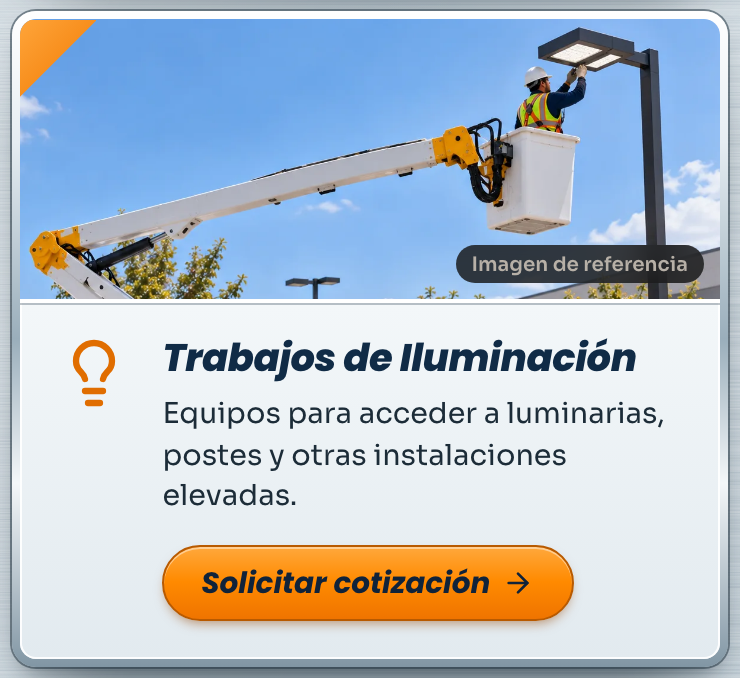 Imagen de referencia
Trabajos de Iluminación
Equipos para acceder a luminarias,
postes y otras instalaciones
elevadas.
Solicitar cotización →